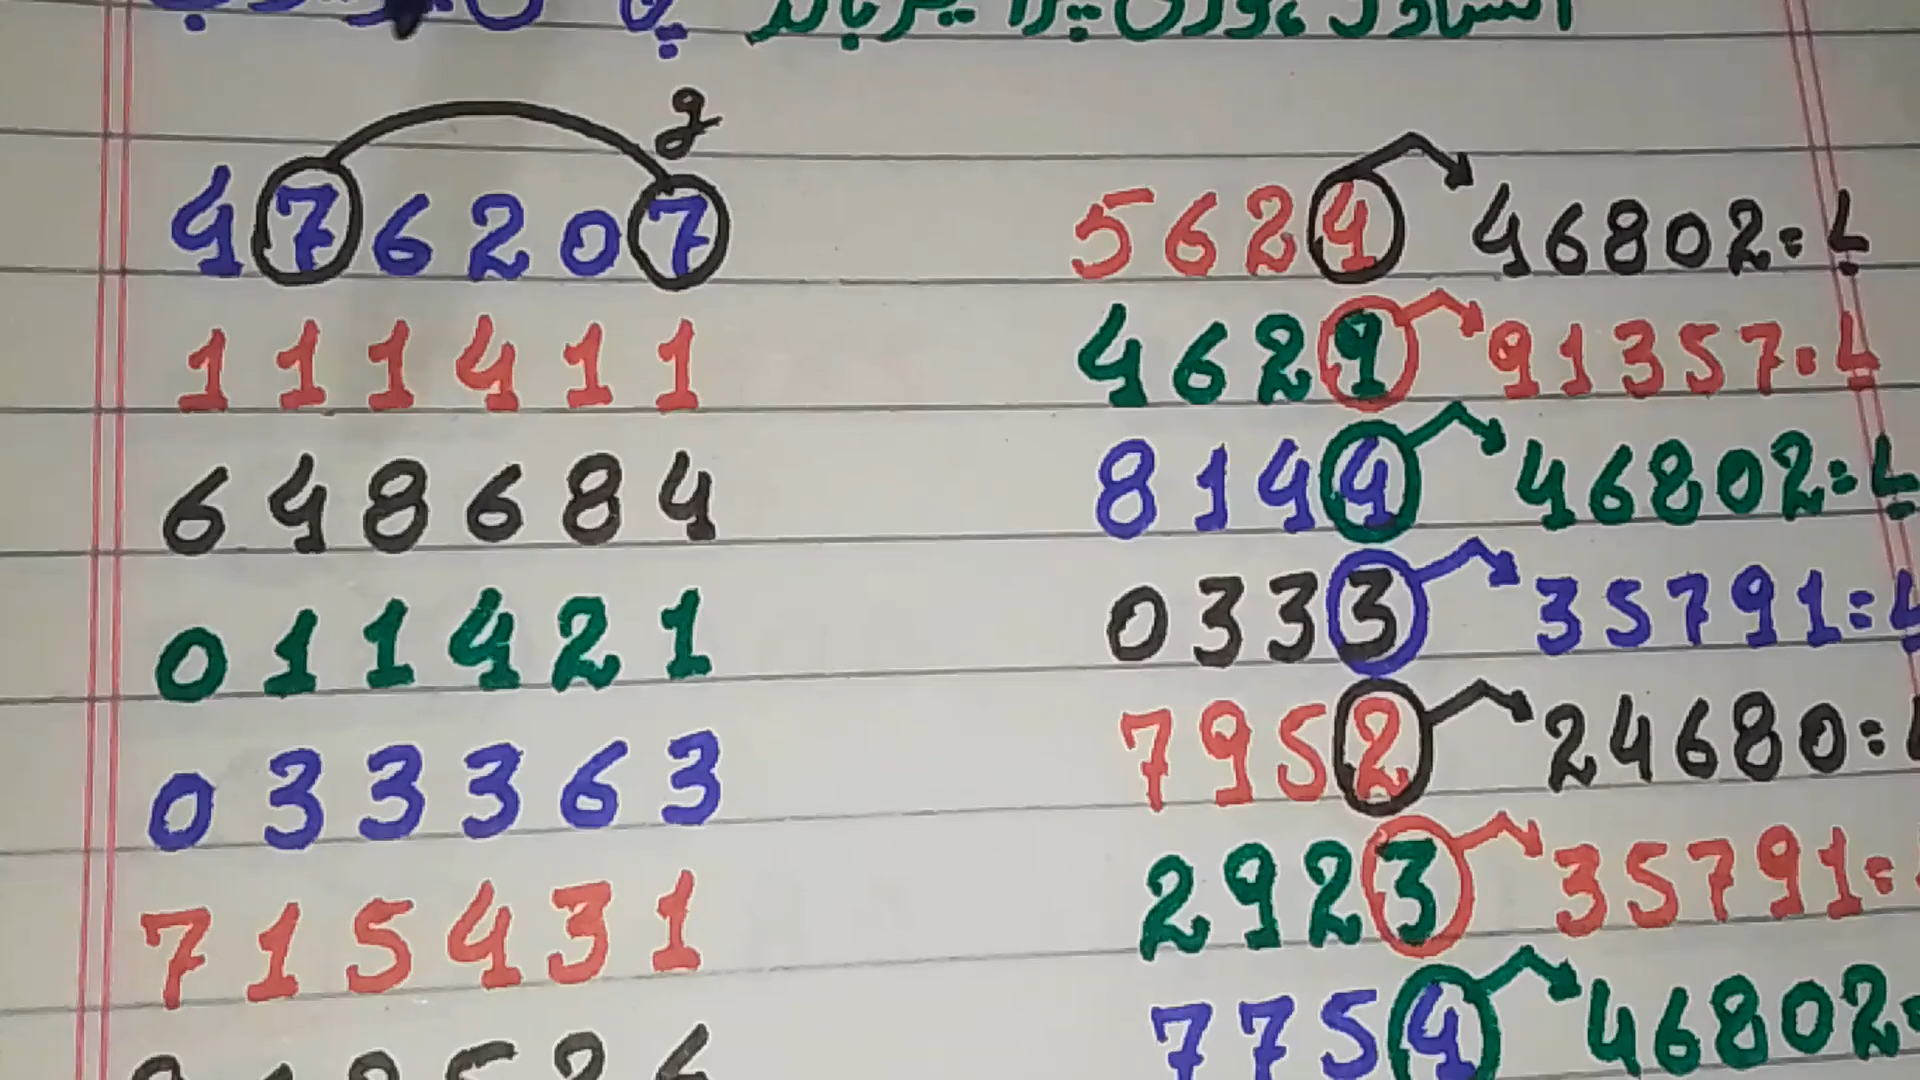 476207 5624 46802=
111411 4629 91357=
648684 8144 46802=
011421 0333 35791=
033363 7952 24680=
715431 2923 35791=
7754 46802=